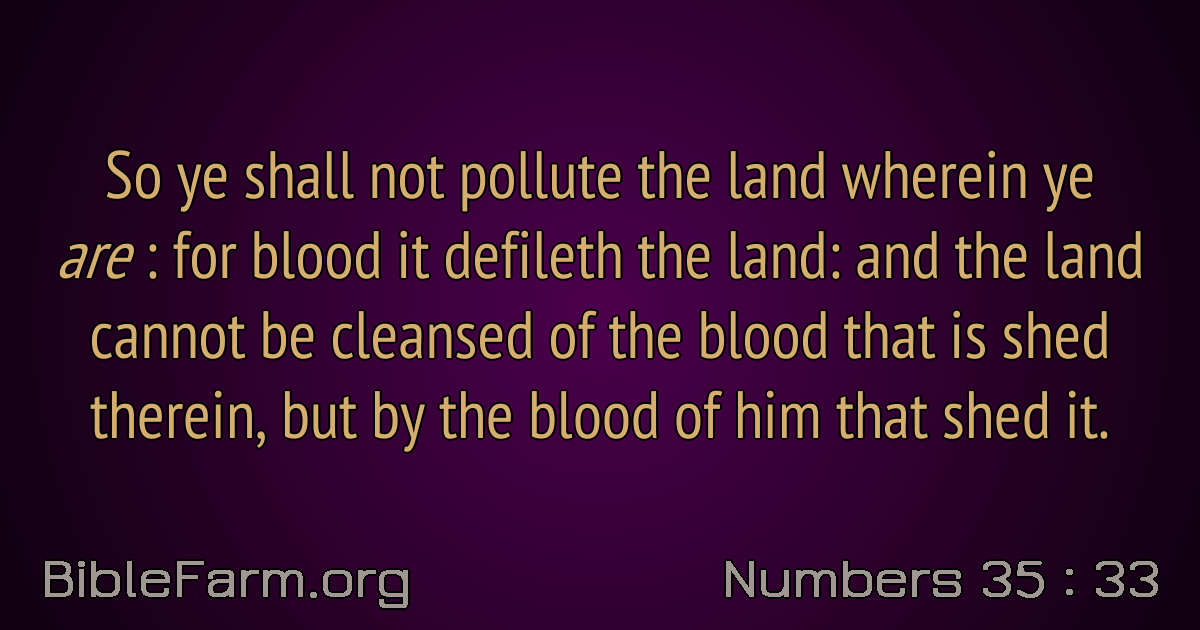 So ye shall not pollute the land wherein ye
are : for blood it defileth the land: and the land
cannot be cleansed of the blood that is shed
therein, but by the blood of him that shed it.
BibleFarm.org
Numbers 35 : 33